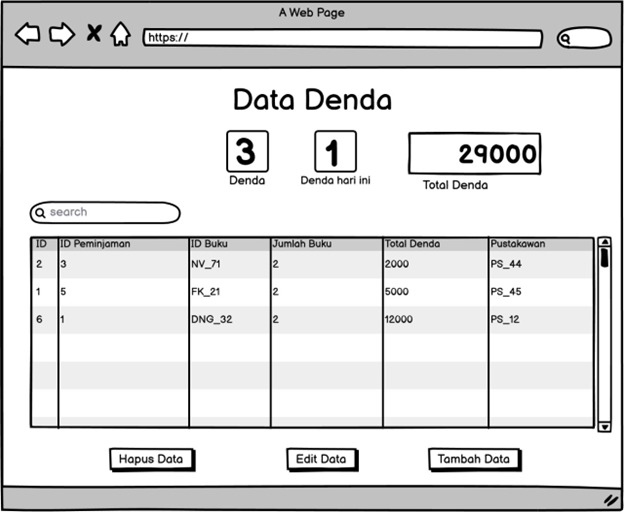 A Web Page
https://
Data Denda
3 1 29000
Denda Denda hari ini Total Denda
search
ID ID Peminjaman ID Buku Jumlah Buku Total Denda Pustakawan
2 3 NV_71 2 2000 PS_44
1 5 FK_21 2 5000 PS_45
6 1 DNG_32 2 12000 PS_12
Hapus Data Edit Data Tambah Data